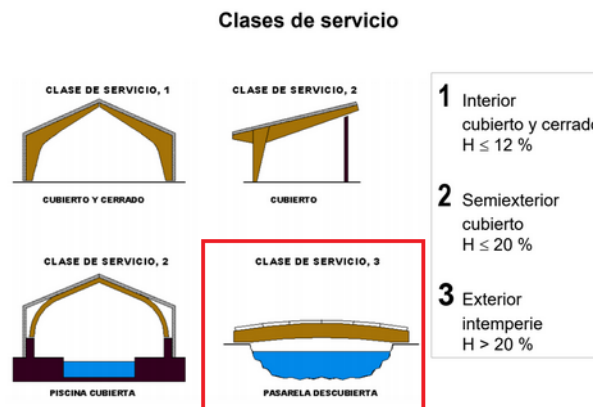 Clases de servicio
CLASE DE SERVICIO, 1
CUBIERTO Y CERRADO
CLASE DE SERVICIO, 2
CUBIERTO
CLASE DE SERVICIO, 2
PISCINA CUBIERTA
CLASE DE SERVICIO, 3
PASARELA DESCUBIERTA
1 Interior
cubierto y cerrado
H ≤ 12 %
2 Semiexterior
cubierto
H ≤ 20 %
3 Exterior
intemperie
H > 20 %